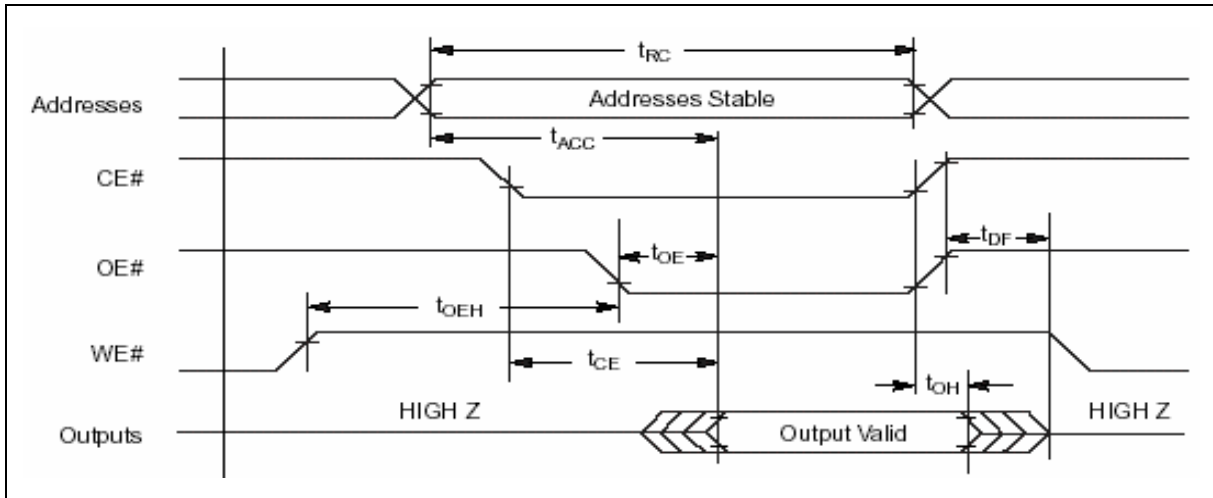 tRC
Addresses
Addresses Stable
tACC
CE#
tDF
tOE
OE#
tOEH
WE#
tCE
tOH
HIGH Z
HIGH Z
Outputs
Output Valid